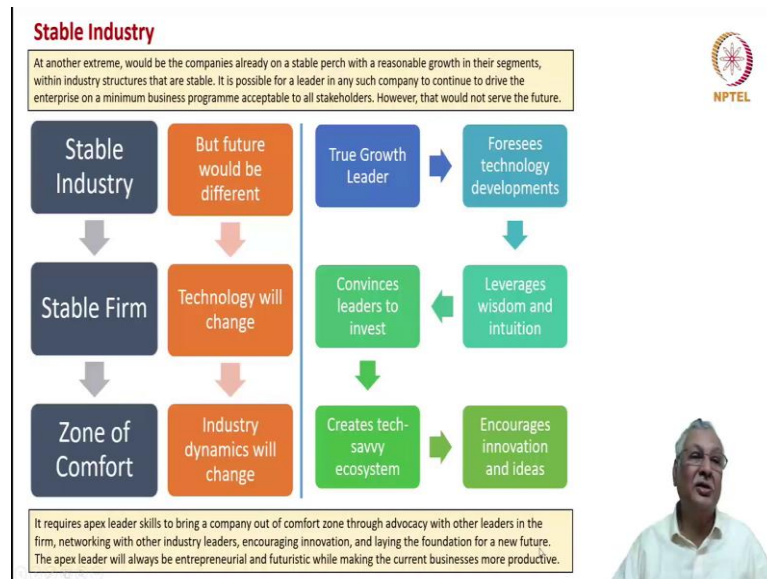 Stable Industry
At another extreme, would be the companies already on a stable perch with a reasonable growth in their segments,
within industry structures that are stable. It is possible for a leader in any such company to continue to drive the
enterprise on a minimum business programme acceptable to all stakeholders. However, that would not serve the future.
NPTEL
Stable
Industry
Stable Firm
Zone of
Comfort
But future
would be
different
Technology will
change
Industry
dynamics will
change
True Growth
Leader
Foresees
technology
developments
Leverages
wisdom and
intuition
Convinces
leaders to
invest
Creates tech-
savvy
ecosystem
Encourages
innovation
and ideas
It requires apex leader skills to bring a company out of comfort zone through advocacy with other leaders in the
firm, networking with other industry leaders, encouraging innovation, and laying the foundation for a new future.
The apex leader will always be entrepreneurial and futuristic while making the current businesses more productive.